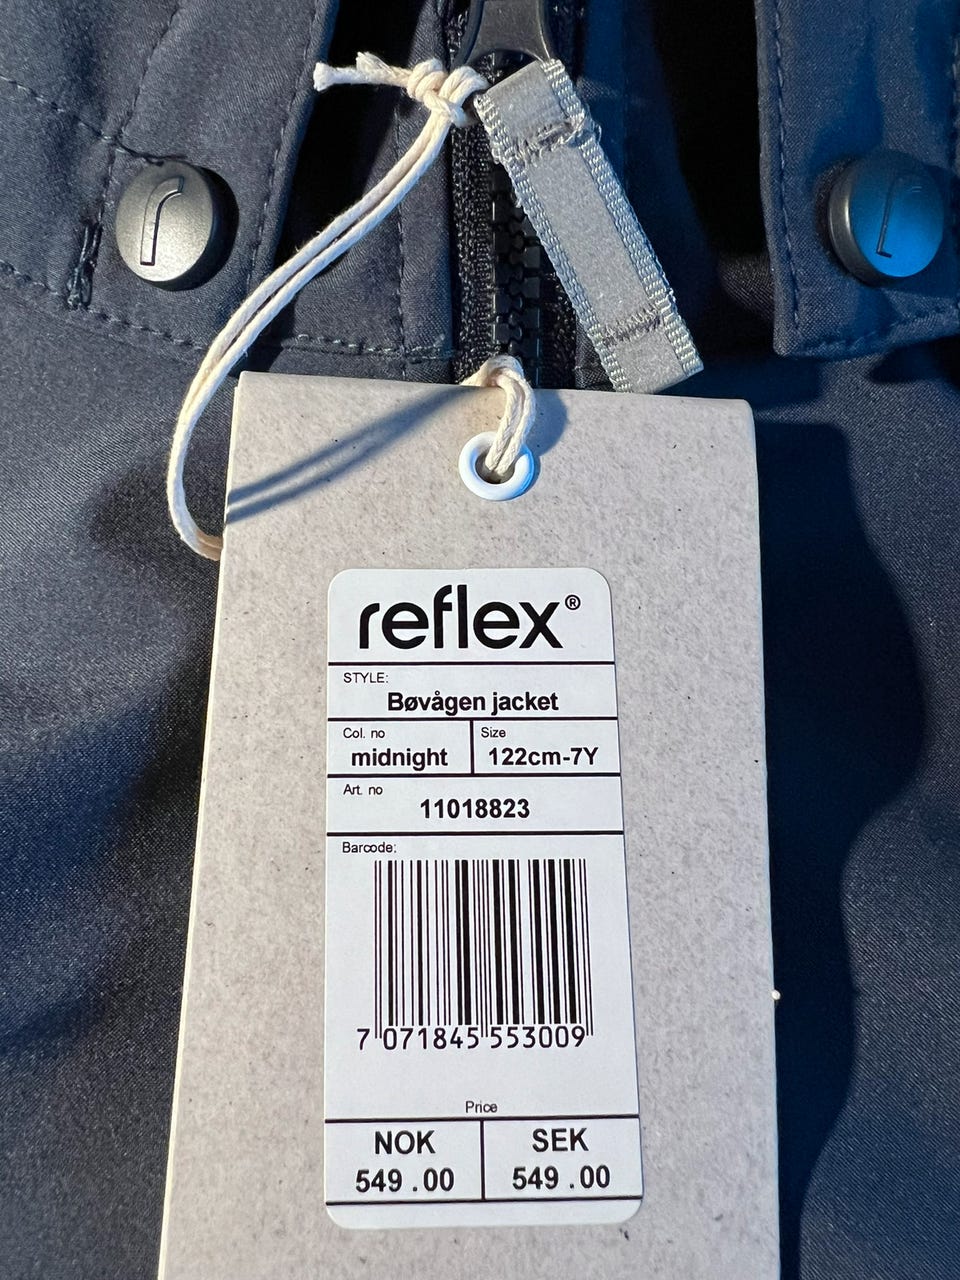 reflex®
STYLE:
Bøvågen jacket
Col. no
midnight
Size
122cm-7Y
Art. no
11018823
Barcode:
7 071845 553009
Price
NOK
549 .00
SEK
549 .00